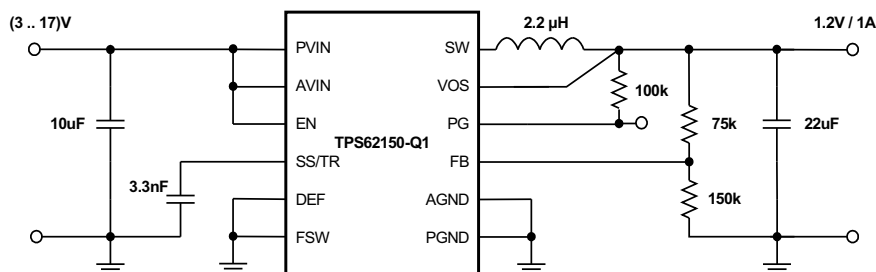 (3 .. 17)V
2.2 µH
1.2V / 1A
PVIN
SW
AVIN
VOS
100k
10uF
EN
PG
75k
22uF
TPS62150-Q1
SS/TR
FB
3.3nF
150k
DEF
AGND
FSW
PGND